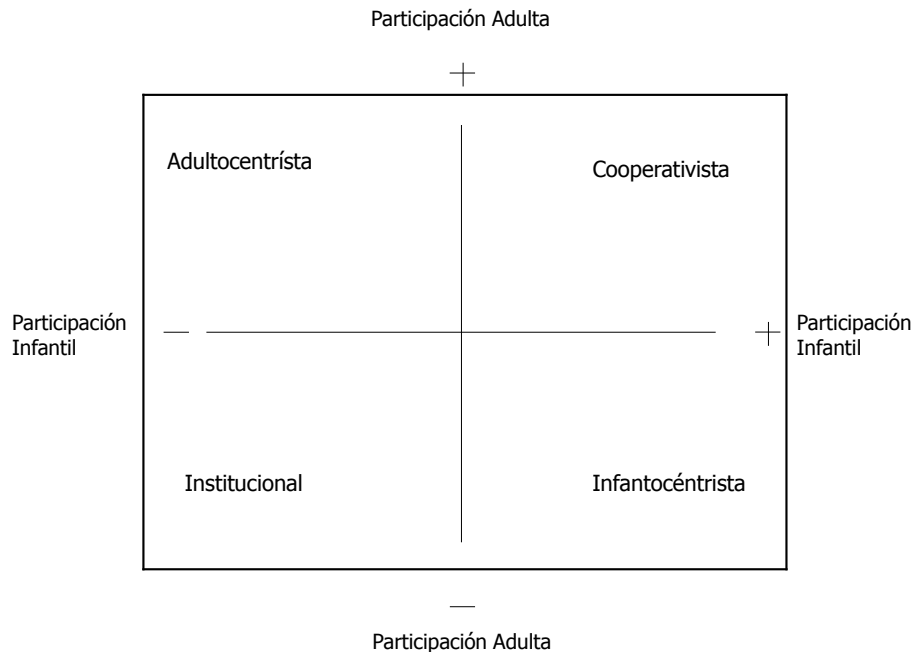 Participación Adulta
+
Adultocentrísta
Cooperativista
Participación
Infantil
—
+
Participación
Infantil
Institucional
Infantocéntrista
—
Participación Adulta